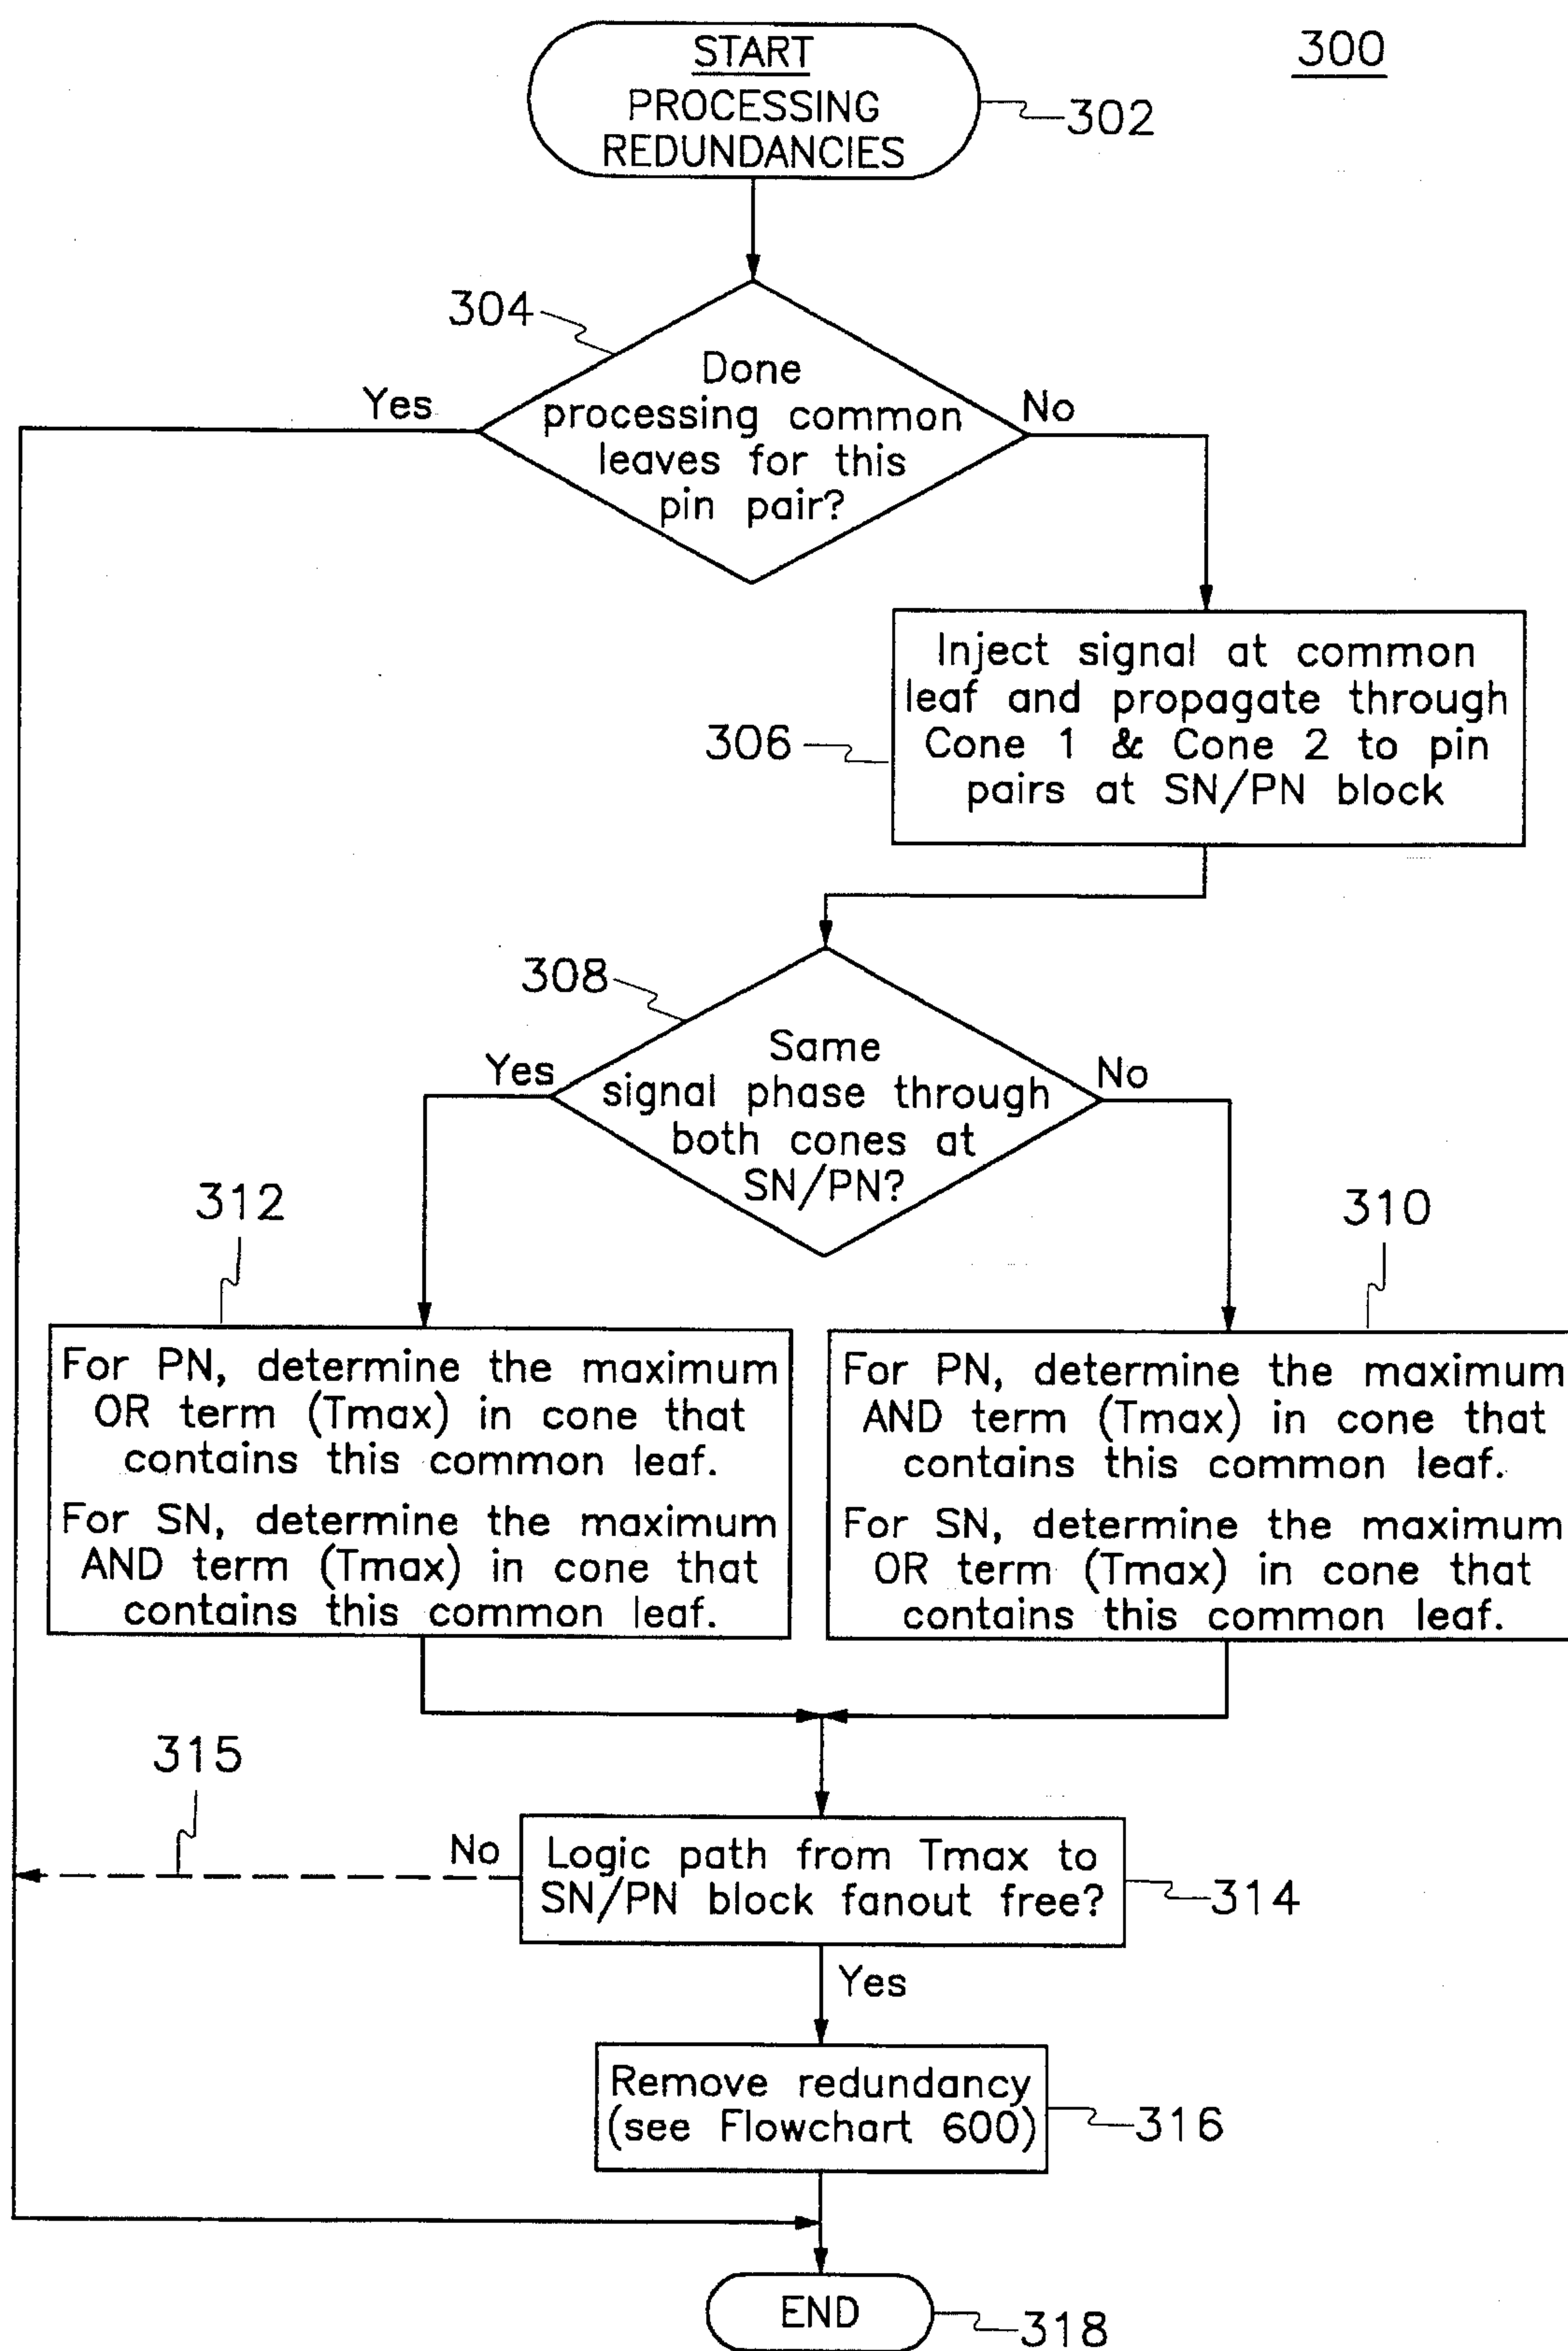 300
START
PROCESSING
REDUNDANCIES
302
304
Done
processing common
leaves for this
pin pair?
Yes
No
Inject signal at common
leaf and propagate through
Cone 1 & Cone 2 to pin
pairs at SN/PN block
306
308
Same
signal phase through
both cones at
SN/PN?
Yes
No
312
310
For PN, determine the maximum
OR term (Tmax) in cone that
contains this common leaf.
For SN, determine the maximum
AND term (Tmax) in cone that
contains this common leaf.
For PN, determine the maximum
AND term (Tmax) in cone that
contains this common leaf.
For SN, determine the maximum
OR term (Tmax) in cone that
contains this common leaf.
315
No
Logic path from Tmax to
SN/PN block fanout free?
314
Yes
Remove redundancy
(see Flowchart 600)
316
END
318